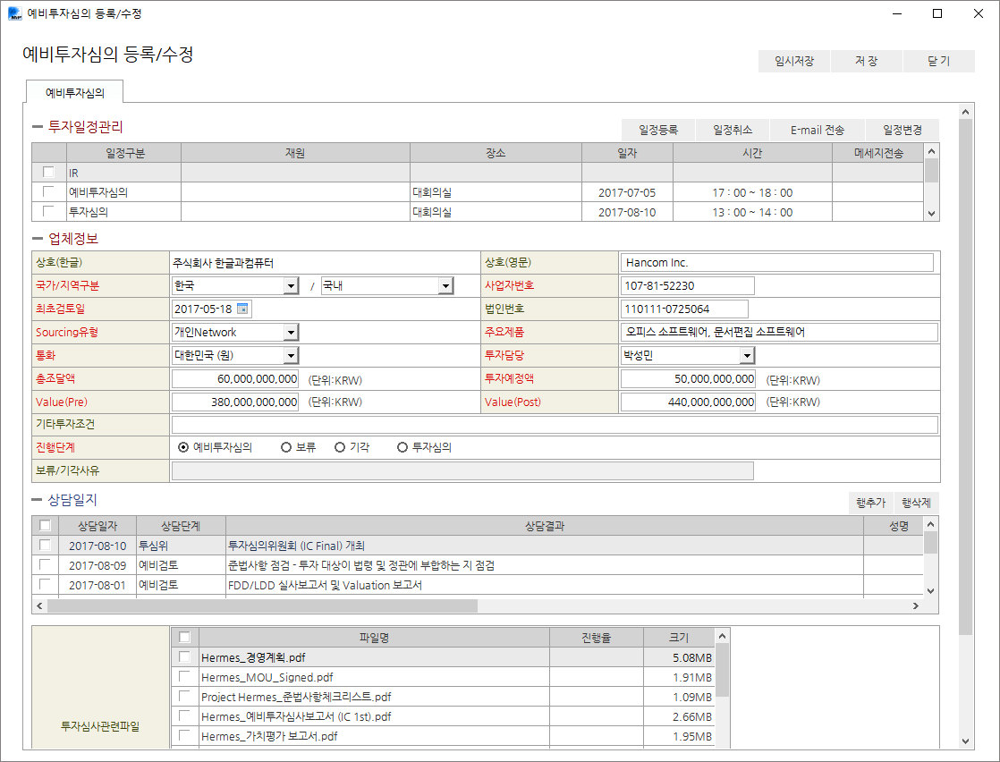 예비투자심의 등록/수정
예비투자심의 등록/수정
임시저장 저 장 닫 기
예비투자심의
투자일정관리 일정등록 일정취소 E-mail 전송 일정변경
일정구분 재원 장소 일자 시간 메세지전송
IR
예비투자심의 대회의실 2017-07-05 17 : 00 ~ 18 : 00
투자심의 대회의실 2017-08-10 13 : 00 ~ 14 : 00
업체정보
상호(한글) 주식회사 한글과컴퓨터 상호(영문) Hancom Inc.
국가/지역구분 한국 / 국내 사업자번호 107-81-52230
최초검토일 2017-05-18 법인번호 110111-0725064
Sourcing유형 개인Network 주요제품 오피스 소프트웨어, 문서편집 소프트웨어
통화 대한민국 (원) 투자담당 박성민
총조달액 60,000,000,000 (단위:KRW) 투자예정액 50,000,000,000 (단위:KRW)
Value(Pre) 380,000,000,000 (단위:KRW) Value(Post) 440,000,000,000 (단위:KRW)
기타투자조건
진행단계 예비투자심의 보류 기각 투자심의
보류/기각사유
상담일지 행추가 행삭제
상담일자 상담단계 상담결과 성명
2017-08-10 투심위 투자심의위원회 (IC Final) 개최
2017-08-09 예비검토 준법사항 점검 - 투자 대상이 법령 및 정관에 부합하는 지 점검
2017-08-01 예비검토 FDD/LDD 실사보고서 및 Valuation 보고서
파일명 진행율 크기
Hermes_경영계획.pdf 5.08MB
Hermes_MOU_Signed.pdf 1.91MB
Project Hermes_준법사항체크리스트.pdf 1.09MB
투자심사관련파일 Hermes_예비투자심사보고서 (IC 1st).pdf 2.66MB
Hermes_가치평가 보고서.pdf 1.95MB